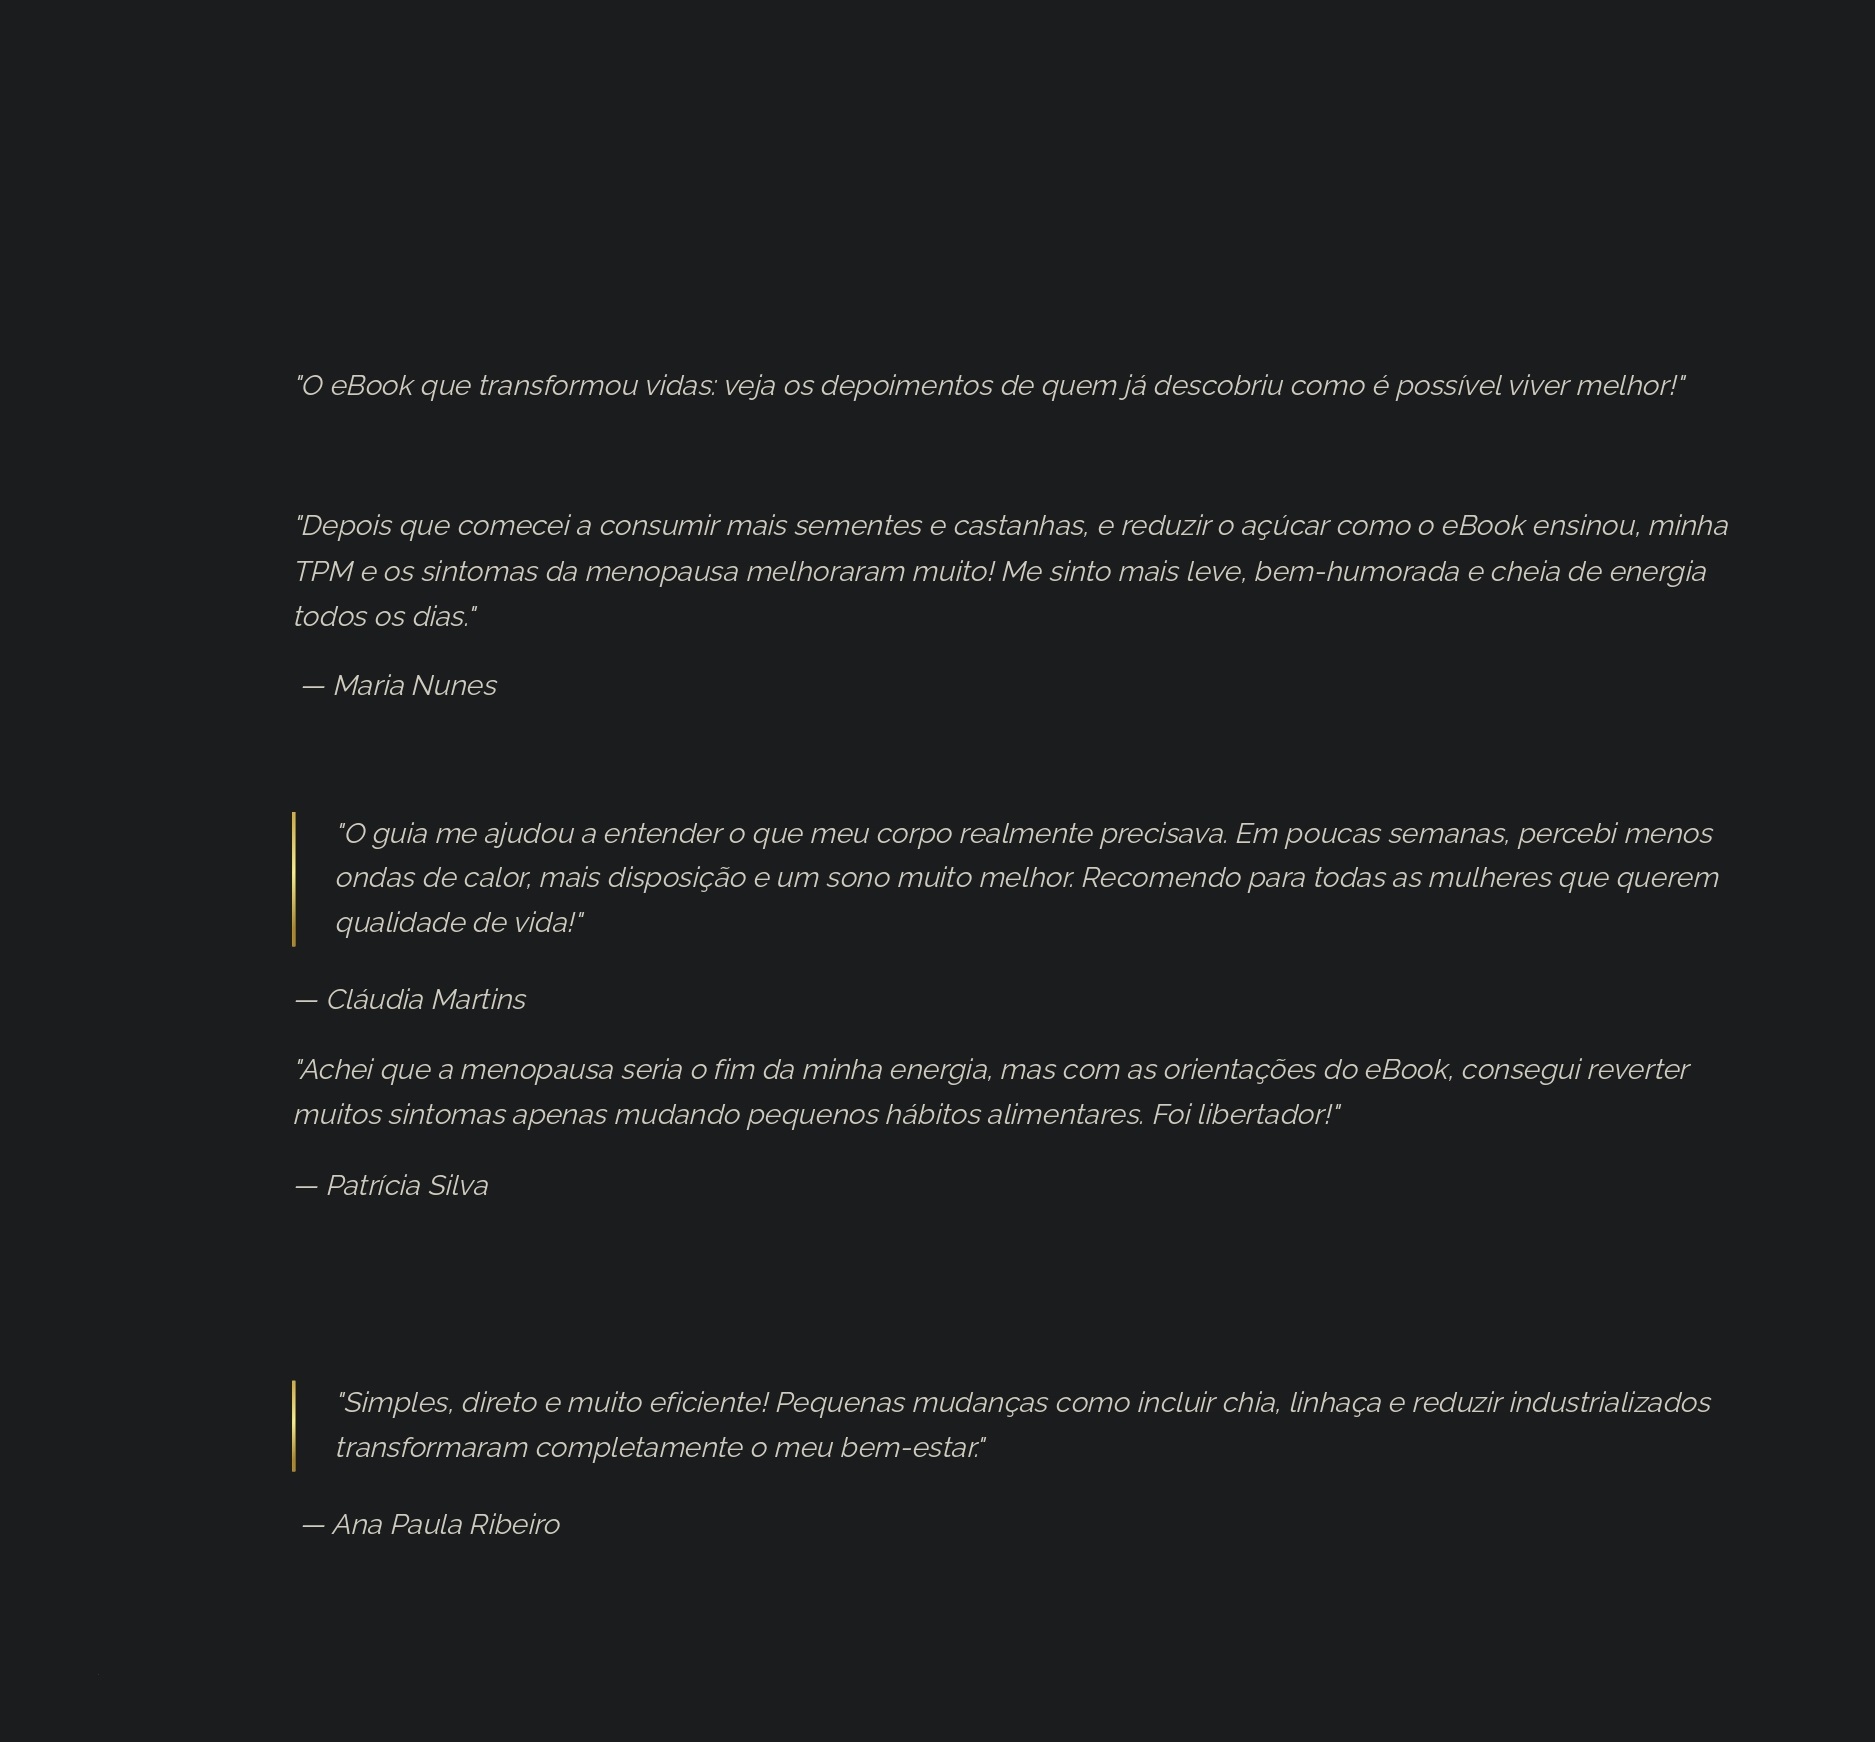 "O eBook que transformou vidas: veja os depoimentos de quem já descobriu como é possível viver melhor!"
"Depois que comecei a consumir mais sementes e castanhas, e reduzir o açúcar como o eBook ensinou, minha
TPM e os sintomas da menopausa melhoraram muito! Me sinto mais leve, bem-humorada e cheia de energia
todos os dias."
— Maria Nunes
"O guia me ajudou a entender o que meu corpo realmente precisava. Em poucas semanas, percebi menos
ondas de calor, mais disposição e um sono muito melhor. Recomendo para todas as mulheres que querem
qualidade de vida!"
— Cláudia Martins
"Achei que a menopausa seria o fim da minha energia, mas com as orientações do eBook, consegui reverter
muitos sintomas apenas mudando pequenos hábitos alimentares. Foi libertador!"
— Patrícia Silva
"Simples, direto e muito eficiente! Pequenas mudanças como incluir chia, linhaça e reduzir industrializados
transformaram completamente o meu bem-estar."
— Ana Paula Ribeiro